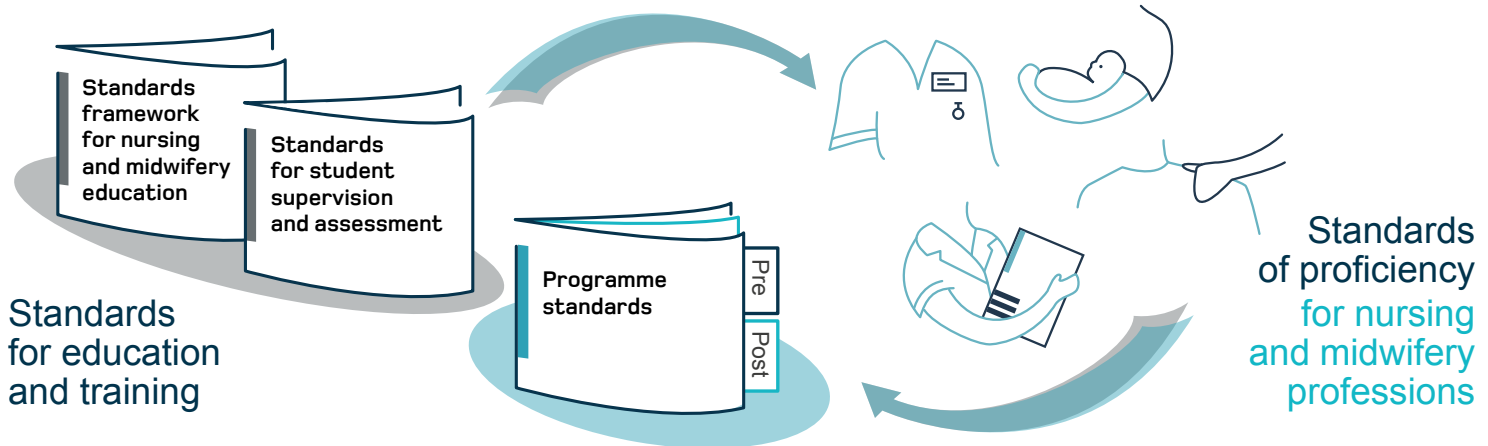 Standards
framework
for nursing
and midwifery
education
Standards
for student
supervision
and assessment
Programme
standards
Pre
Post
Standards
for education
and training
Standards
of proficiency
for nursing
and midwifery
professions